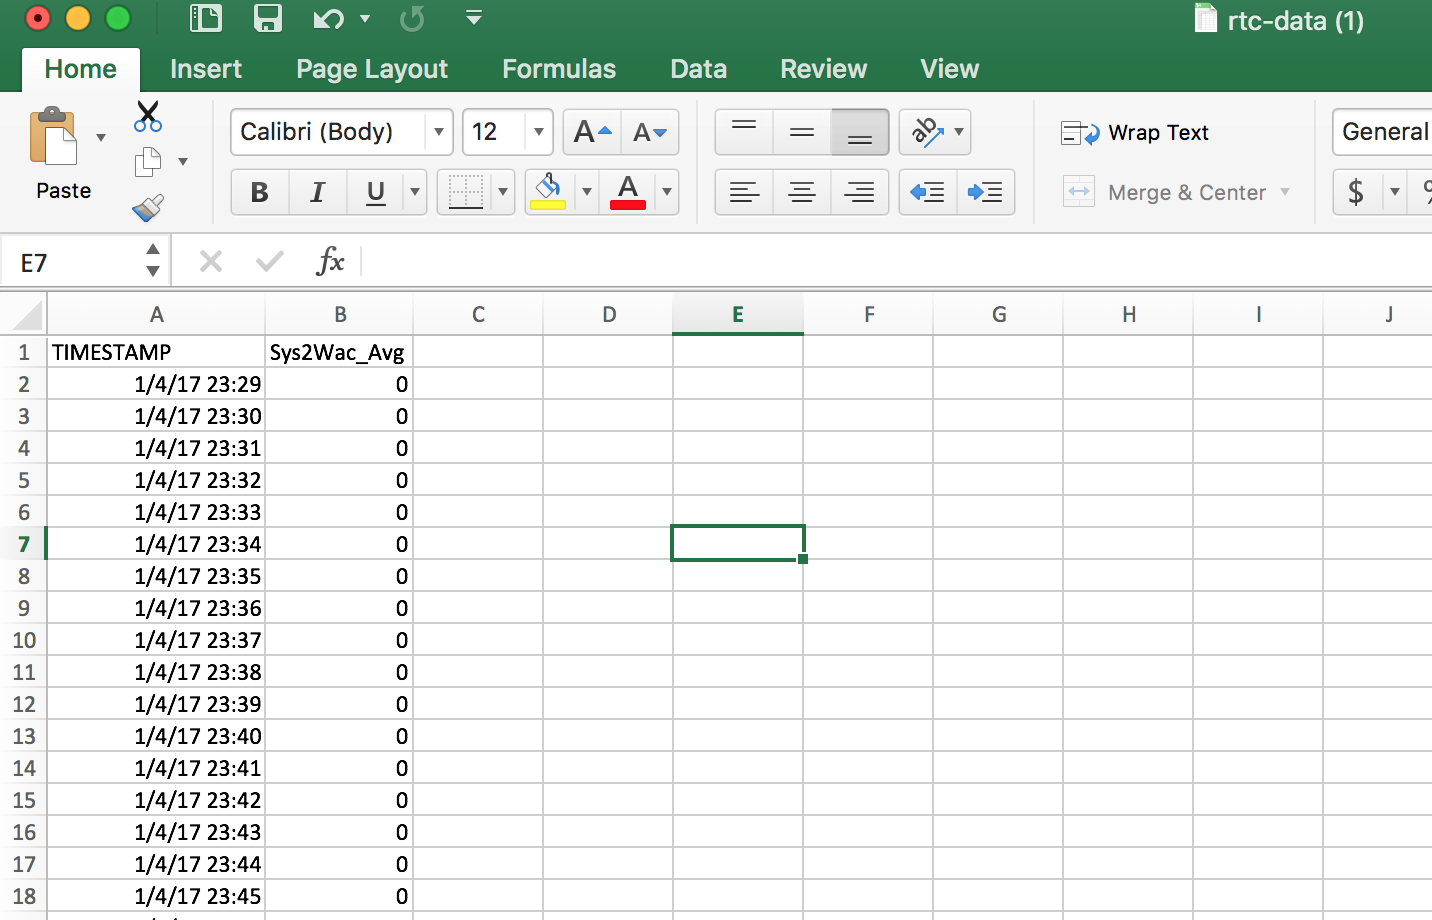 rtc-data (1)
Home Insert Page Layout Formulas Data Review View
Calibri (Body) 12 A A ab Wrap Text General
Paste B I U A Merge & Center $ %
E7 fx
A B C D E F G H I J
1 TIMESTAMP Sys2Wac_Avg
2 1/4/17 23:29 0
3 1/4/17 23:30 0
4 1/4/17 23:31 0
5 1/4/17 23:32 0
6 1/4/17 23:33 0
7 1/4/17 23:34 0
8 1/4/17 23:35 0
9 1/4/17 23:36 0
10 1/4/17 23:37 0
11 1/4/17 23:38 0
12 1/4/17 23:39 0
13 1/4/17 23:40 0
14 1/4/17 23:41 0
15 1/4/17 23:42 0
16 1/4/17 23:43 0
17 1/4/17 23:44 0
18 1/4/17 23:45 0